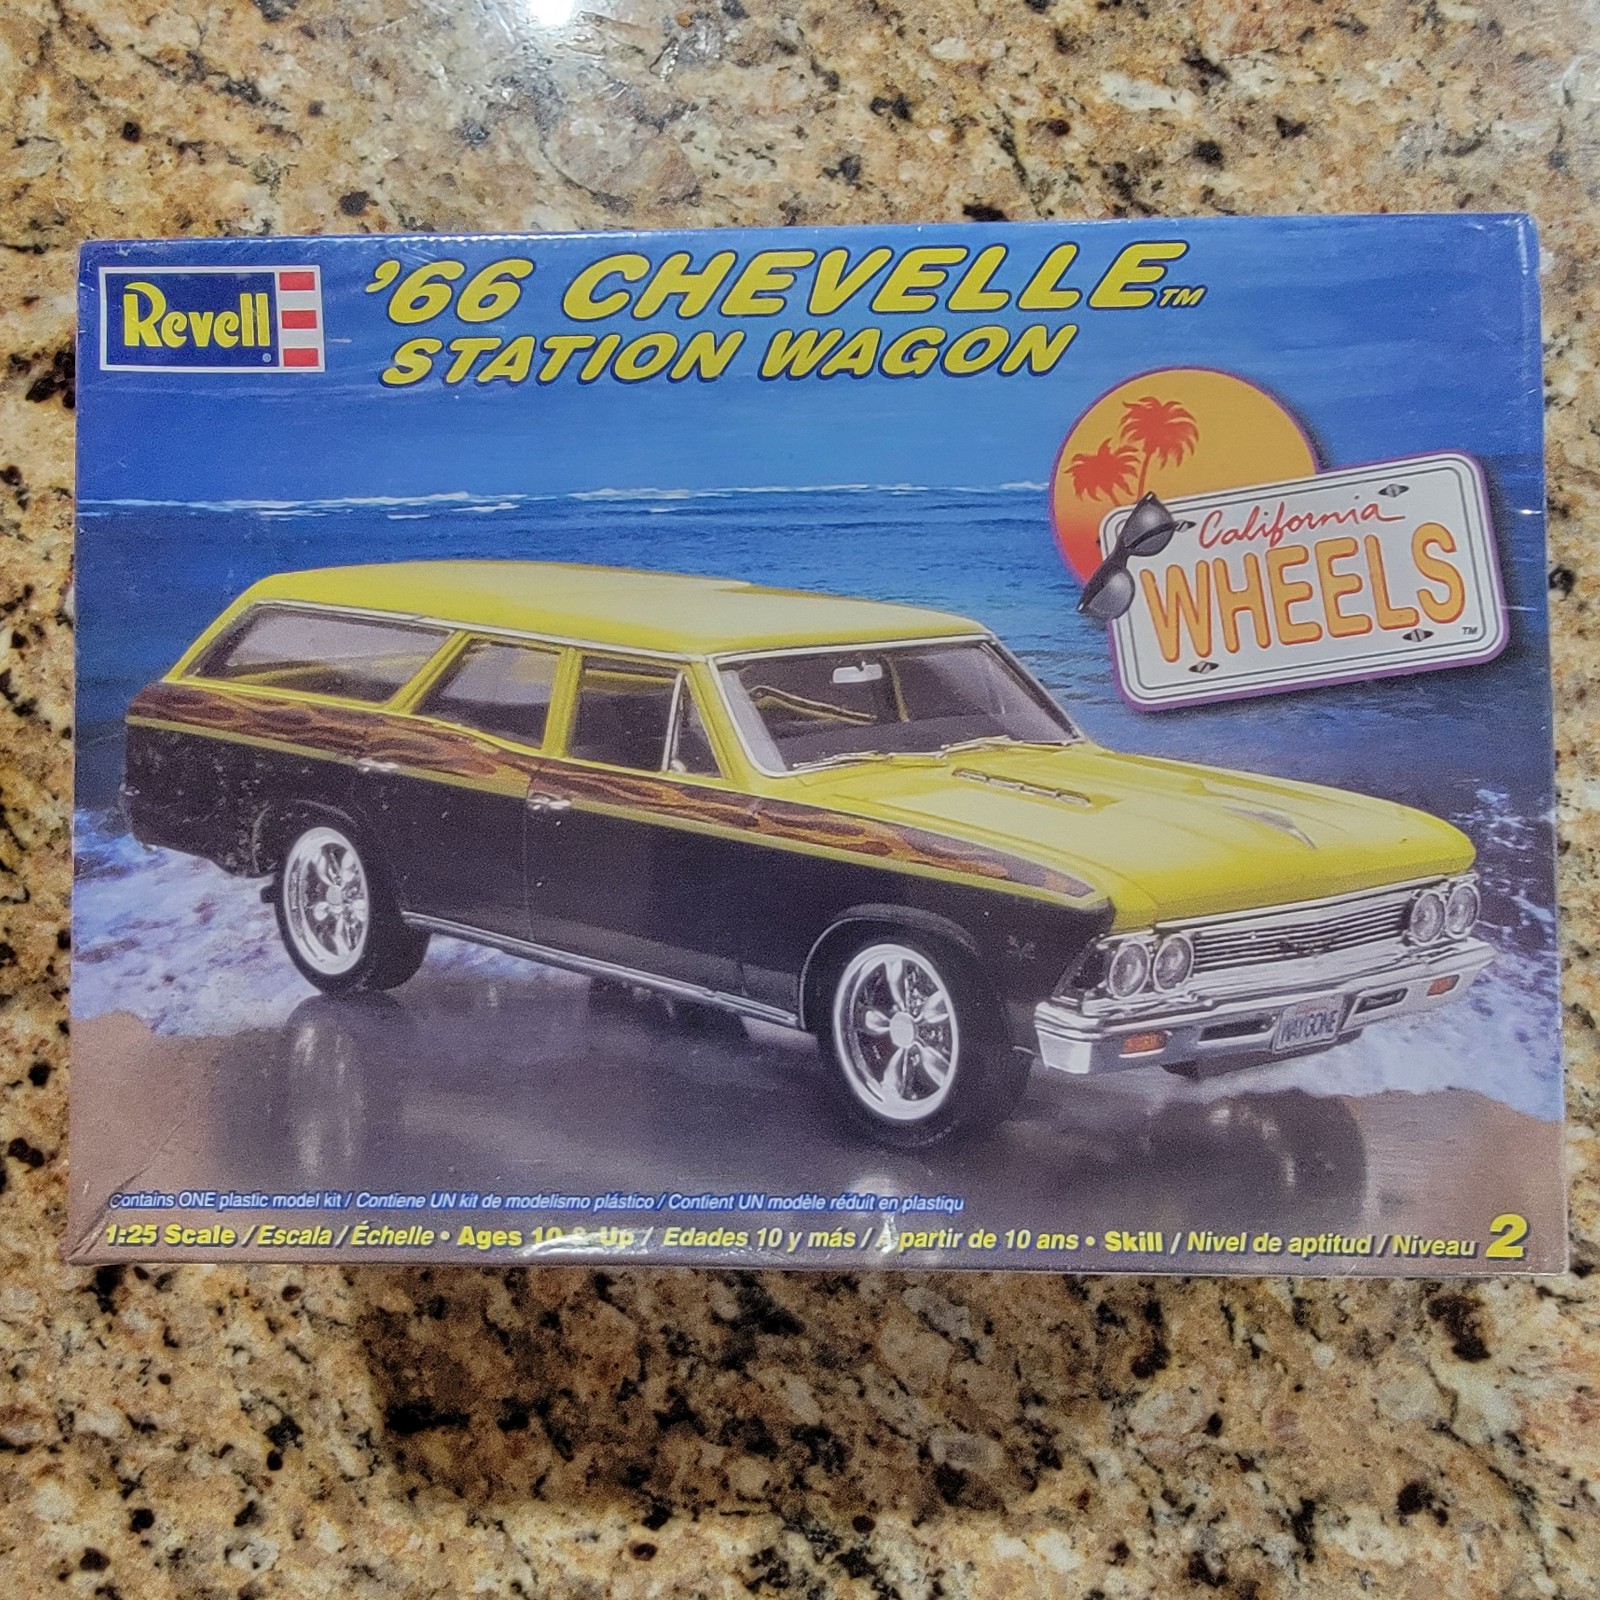 Revell
'66 CHEVELLE™
STATION WAGON
California
WHEELS™
WAYGONE
Contains ONE plastic model kit / Contiene UN kit de modelismo plástico / Contient UN modèle réduit en plastiqu
1:25 Scale / Escala / Échelle • Ages 10 & Up / Edades 10 y más / À partir de 10 ans • Skill / Nivel de aptitud / Niveau 2